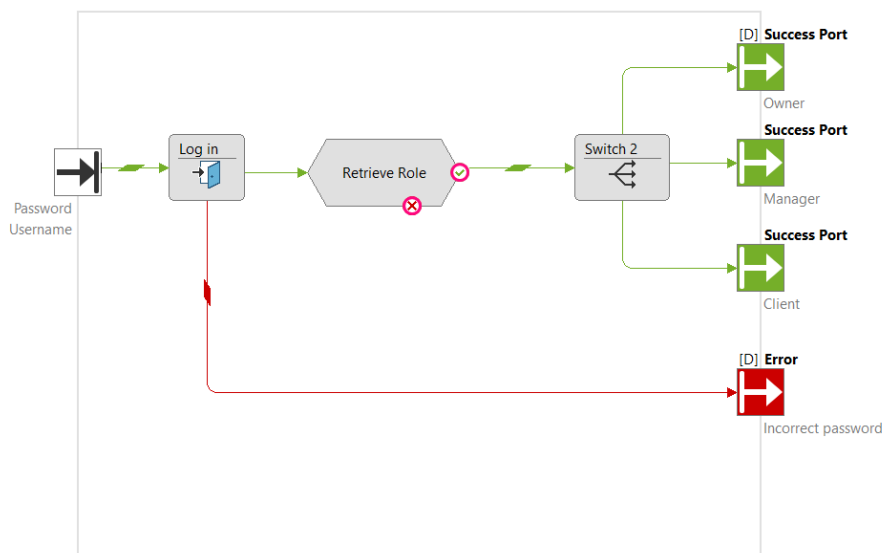 [D] Success Port
Owner
Log in
Retrieve Role
Switch 2
Success Port
Manager
Password
Username
Success Port
Client
[D] Error
Incorrect password